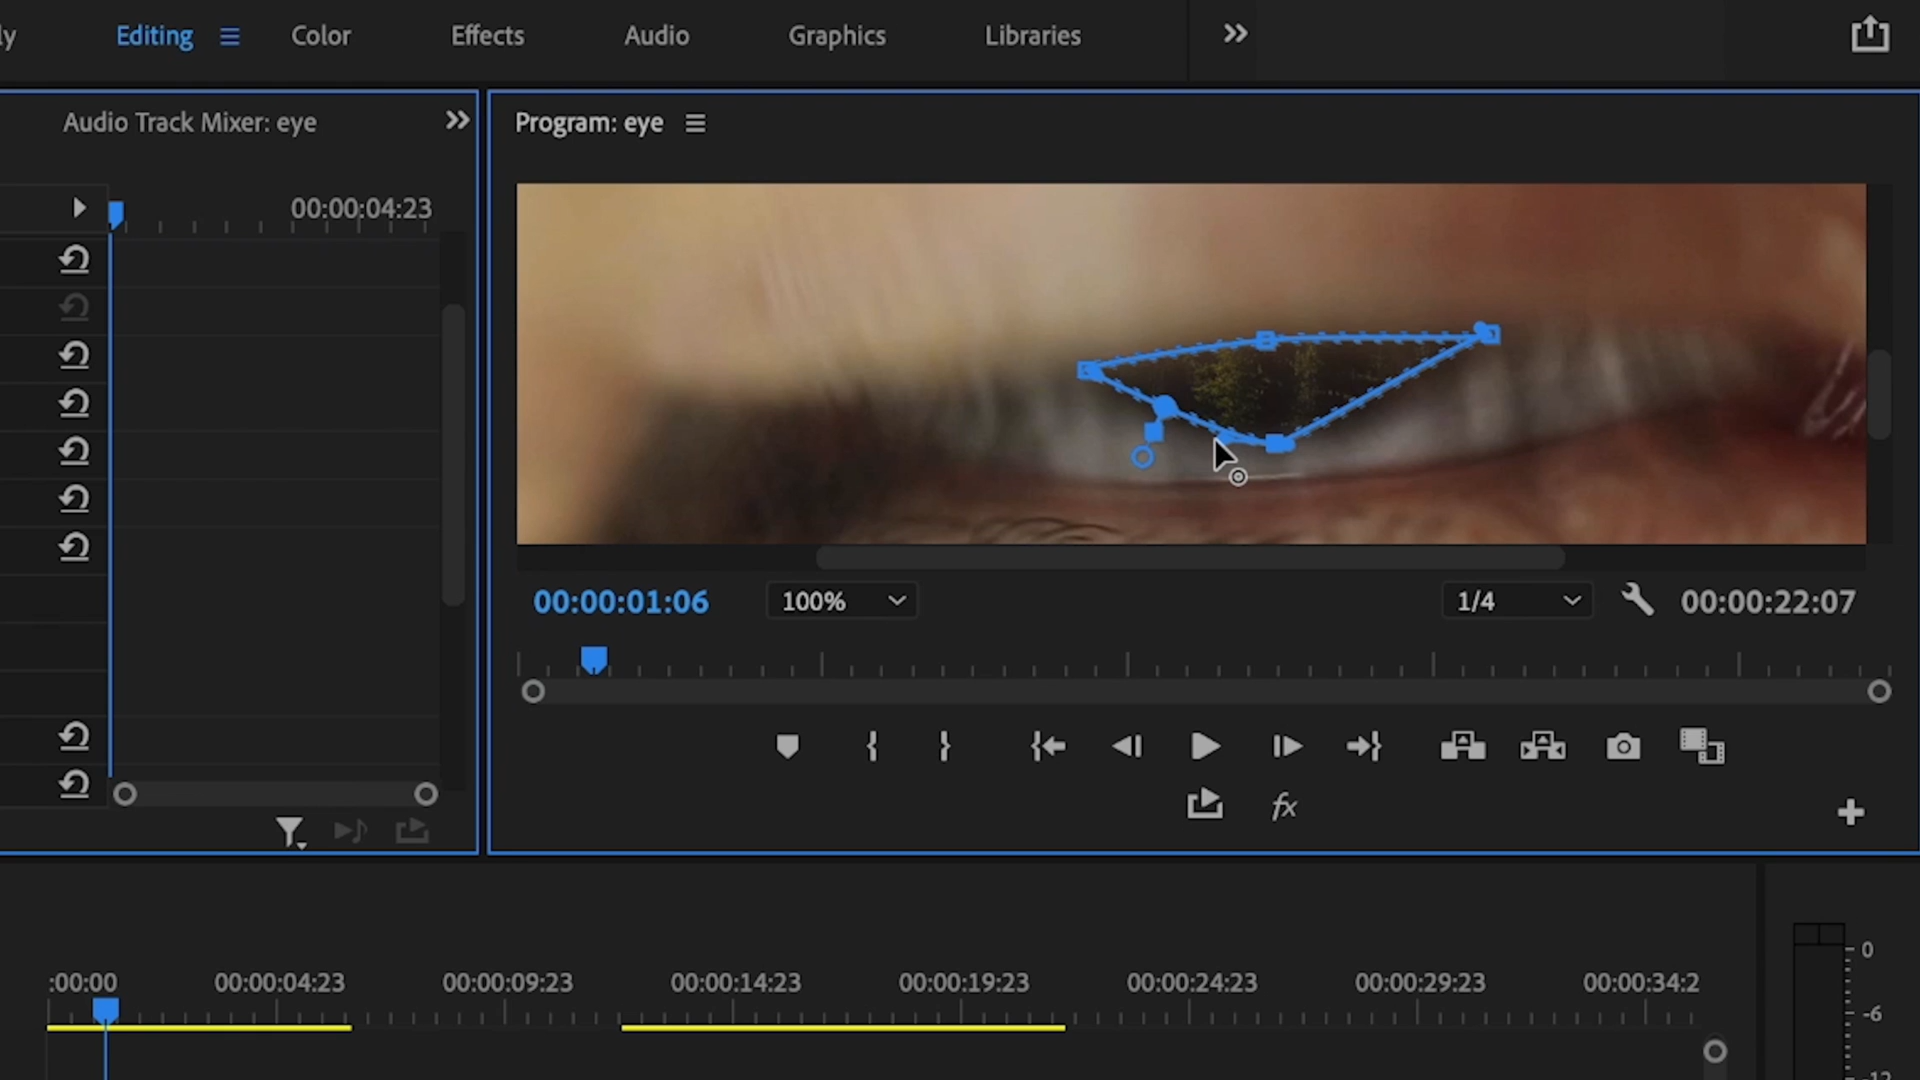 ly Editing Color Effects Audio Graphics Libraries
Audio Track Mixer: eye
Program: eye
00:00:04:23
00:00:01:06 100% 1/4 00:00:22:07
fx
:00:00 00:00:04:23 00:00:09:23 00:00:14:23 00:00:19:23 00:00:24:23 00:00:29:23 00:00:34:2
0
-6
-12